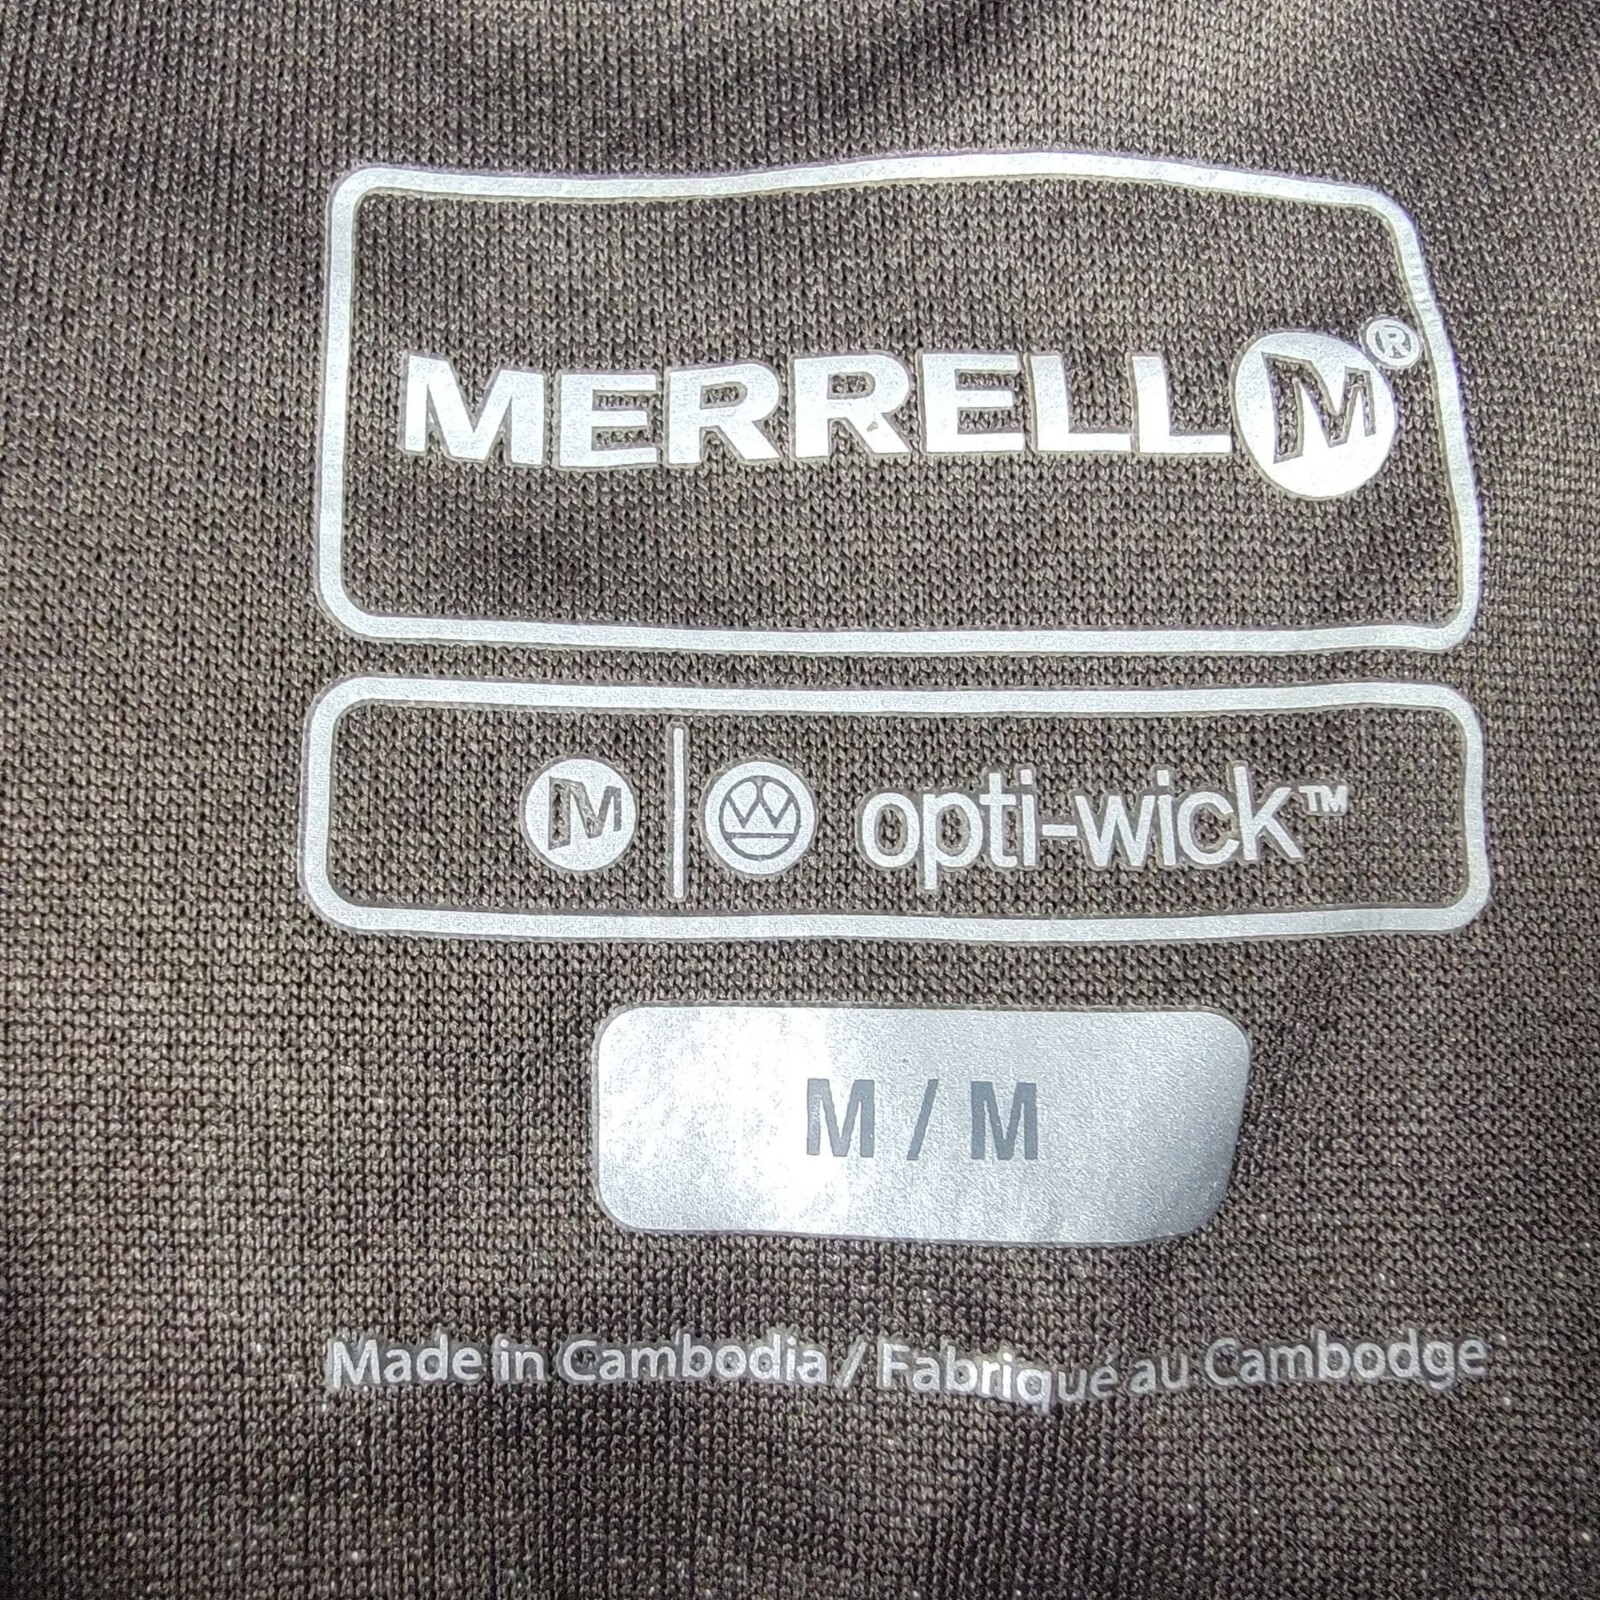 MERRELL M®
M | W opti-wick™
M / M
Made in Cambodia / Fabriqué au Cambodge